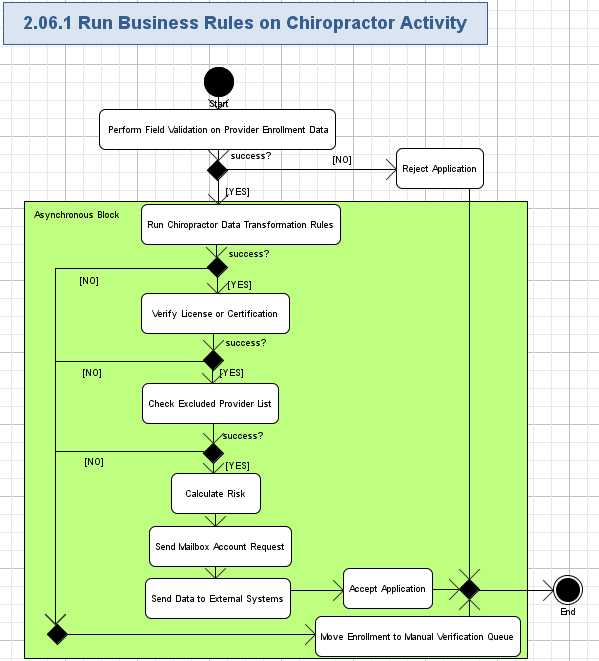 2.06.1 Run Business Rules on Chiropractor Activity
Start
Perform Field Validation on Provider Enrollment Data
success?
[NO]
Reject Application
[YES]
Asynchronous Block
Run Chiropractor Data Transformation Rules
success?
[NO]
[YES]
Verify License or Certification
success?
[NO]
[YES]
Check Excluded Provider List
success?
[NO]
[YES]
Calculate Risk
Send Mailbox Account Request
Send Data to External Systems
Accept Application
End
Move Enrollment to Manual Verification Queue